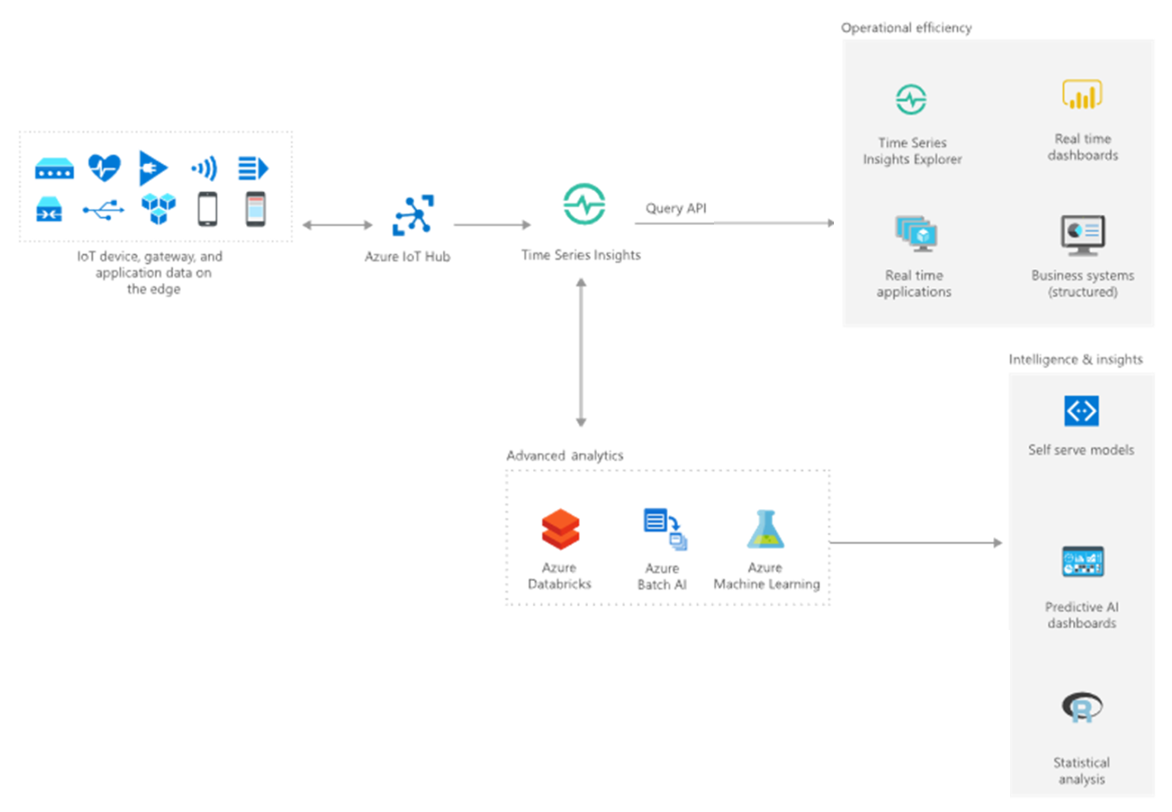 Operational efficiency
Time Series
Insights Explorer
Real time
dashboards
Real time
applications
Business systems
(structured)
IoT device, gateway, and
application data on
the edge
Azure IoT Hub
Time Series Insights
Query API
Intelligence & insights
Self serve models
Predictive AI
dashboards
R
Statistical
analysis
Advanced analytics
Azure
Databricks
Azure
Batch AI
Azure
Machine Learning